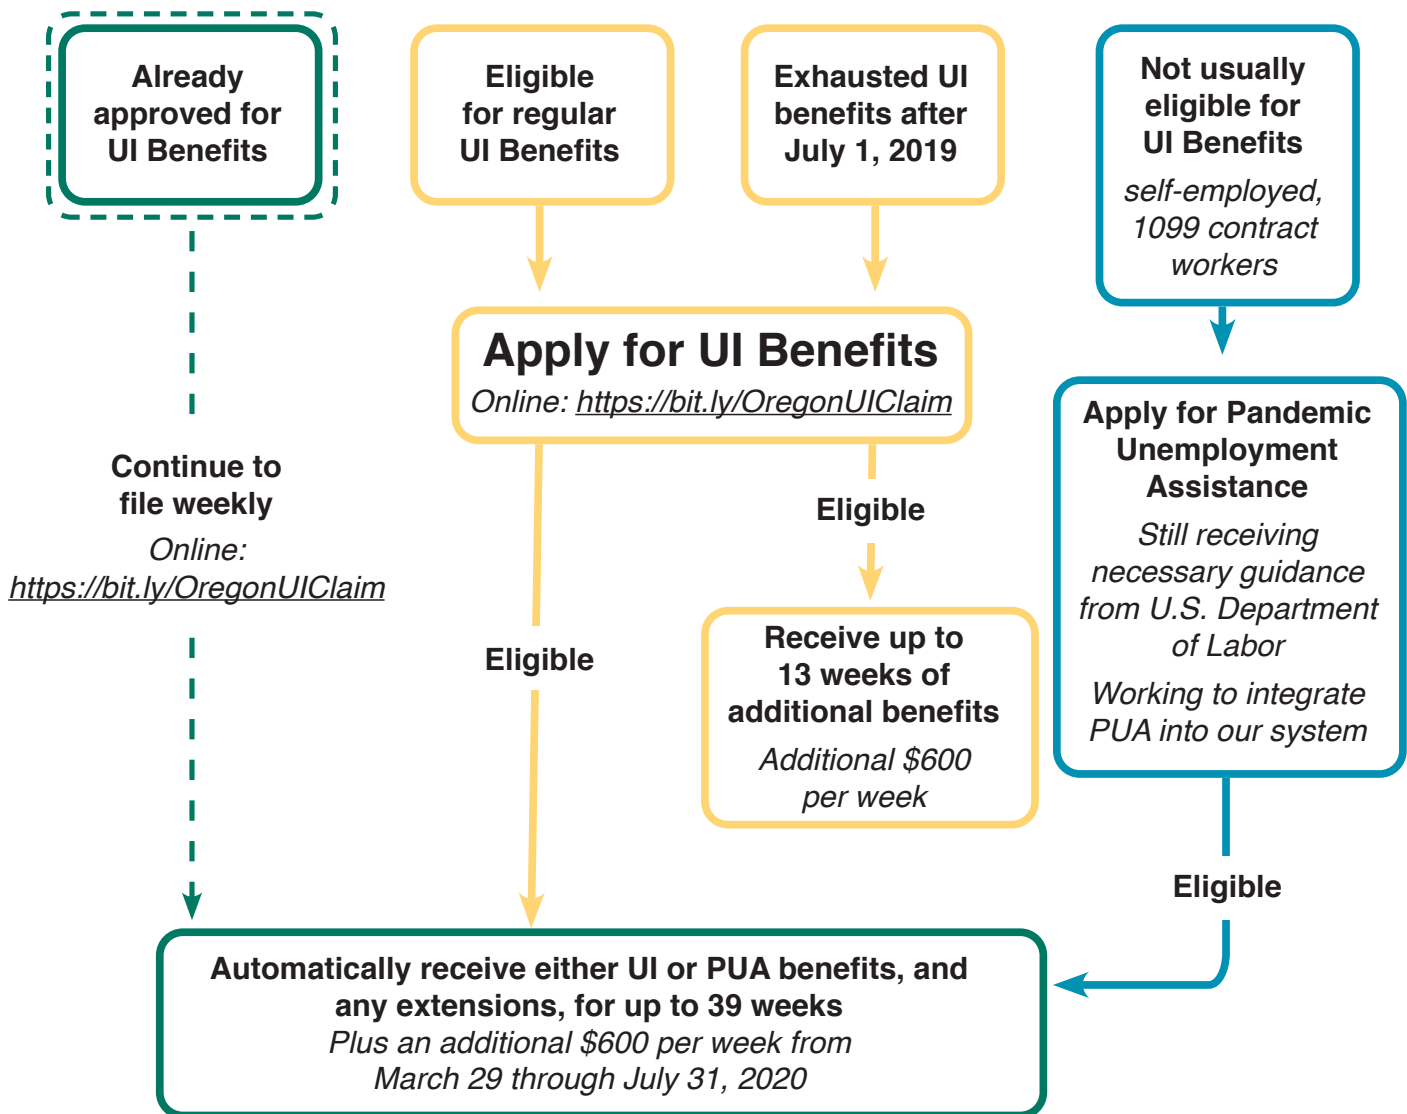 Already
approved for
UI Benefits
Eligible
for regular
UI Benefits
Exhausted UI
benefits after
July 1, 2019
Not usually
eligible for
UI Benefits
self-employed,
1099 contract
workers
Apply for UI Benefits
Online: https://bit.ly/OregonUIClaim
Continue to
file weekly
Online:
https://bit.ly/OregonUIClaim
Eligible
Eligible
Receive up to
13 weeks of
additional benefits
Additional $600
per week
Apply for Pandemic
Unemployment
Assistance
Still receiving
necessary guidance
from U.S. Department
of Labor
Working to integrate
PUA into our system
Eligible
Automatically receive either UI or PUA benefits, and
any extensions, for up to 39 weeks
Plus an additional $600 per week from
March 29 through July 31, 2020